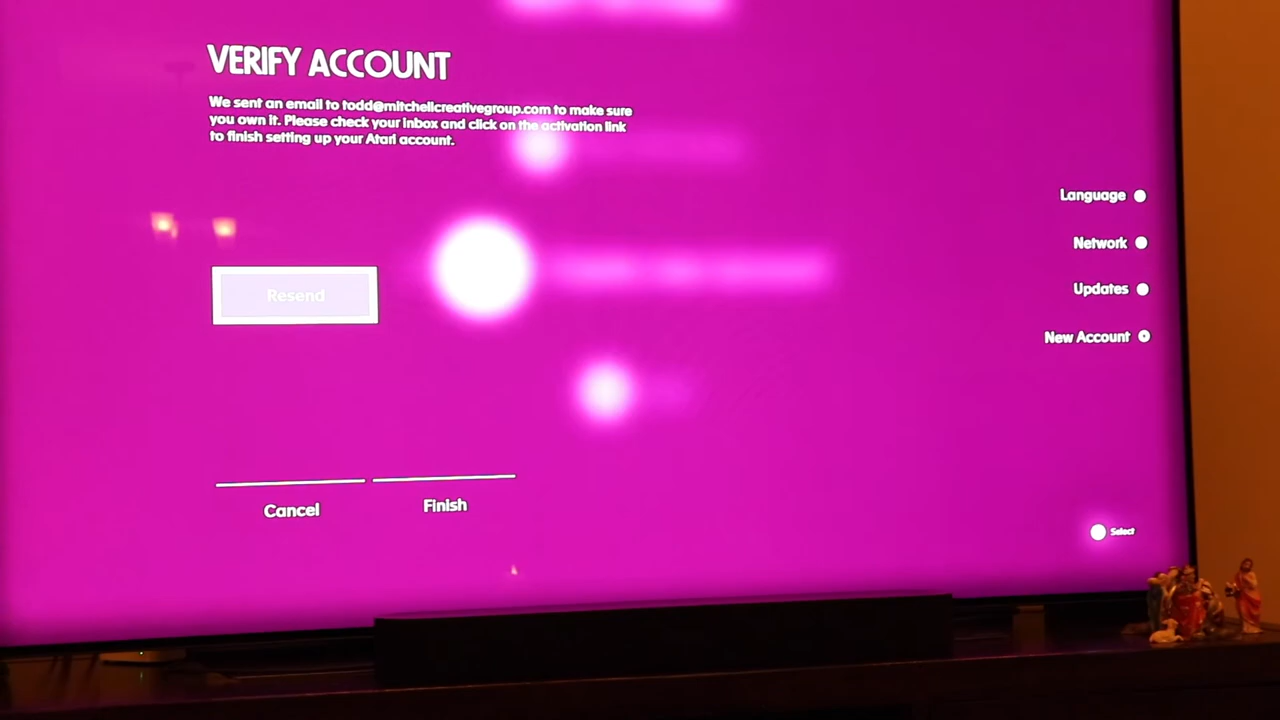 VERIFY ACCOUNT
We sent an email to todd@mitchellcreativegroup.com to make sure
you own it. Please check your inbox and click on the activation link
to finish setting up your Atari account.
Language
Network
Updates
New Account
Resend
Cancel
Finish
Select